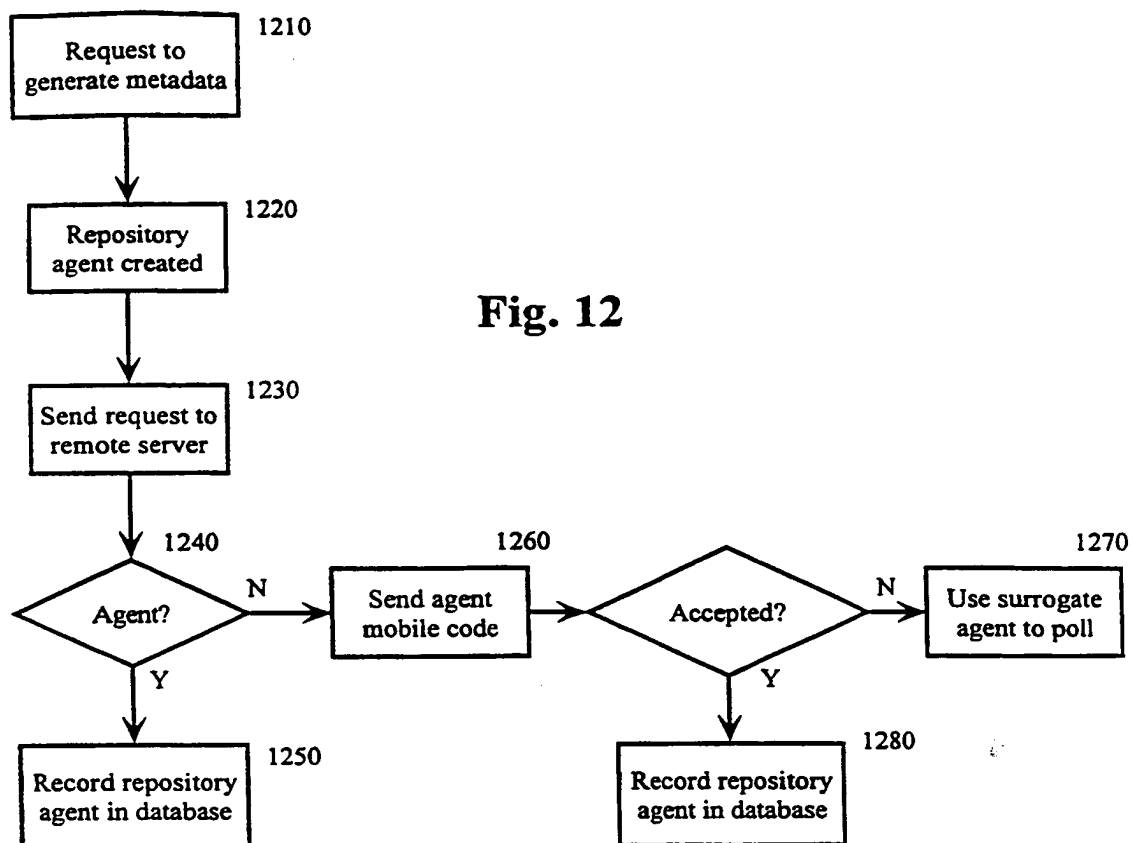 1210
Request to
generate metadata
1220
Repository
agent created
Fig. 12
1230
Send request to
remote server
1240
Agent?
N
Y
1260
Send agent
mobile code
Accepted?
N
Y
1270
Use surrogate
agent to poll
1250
Record repository
agent in database
1280
Record repository
agent in database